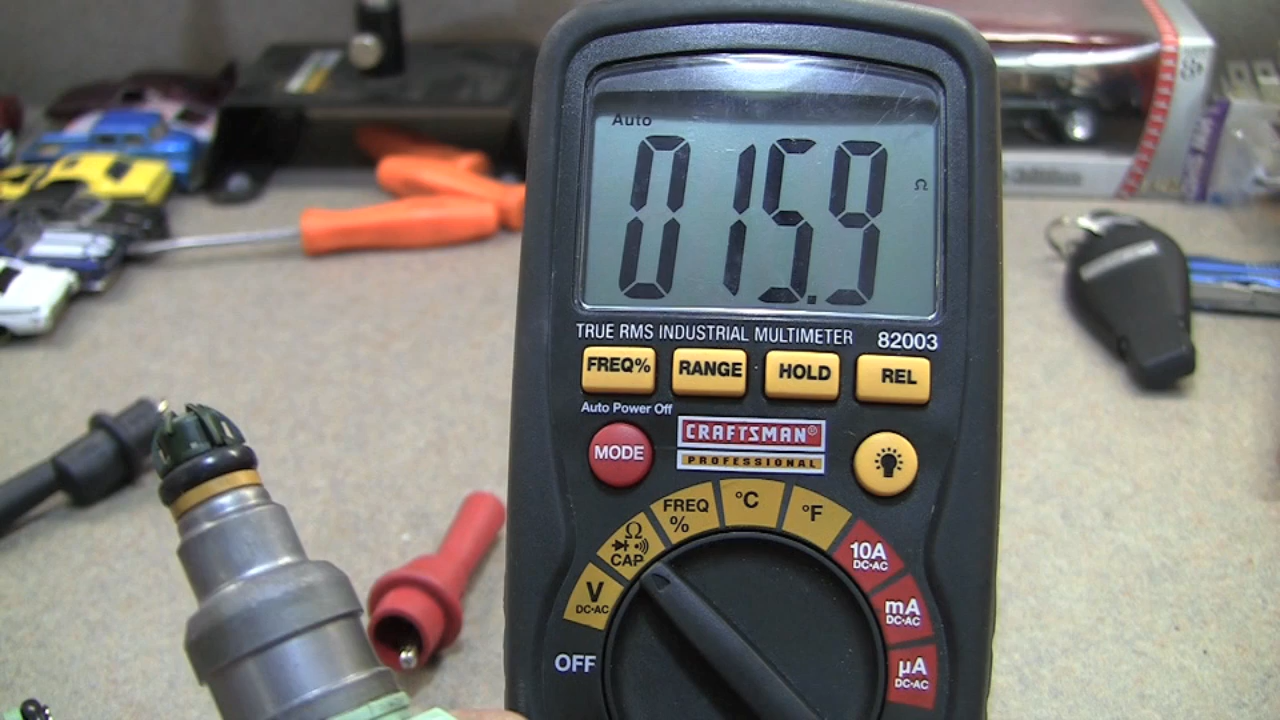 Auto
015.9 Ω
TRUE RMS INDUSTRIAL MULTIMETER 82003
FREQ% RANGE HOLD REL
Auto Power Off
MODE
CRAFTSMAN®
PROFESSIONAL
OFF
V
DC·AC
Ω
CAP
FREQ
%
°C
°F
10A
DC·AC
mA
DC·AC
µA
DC·AC